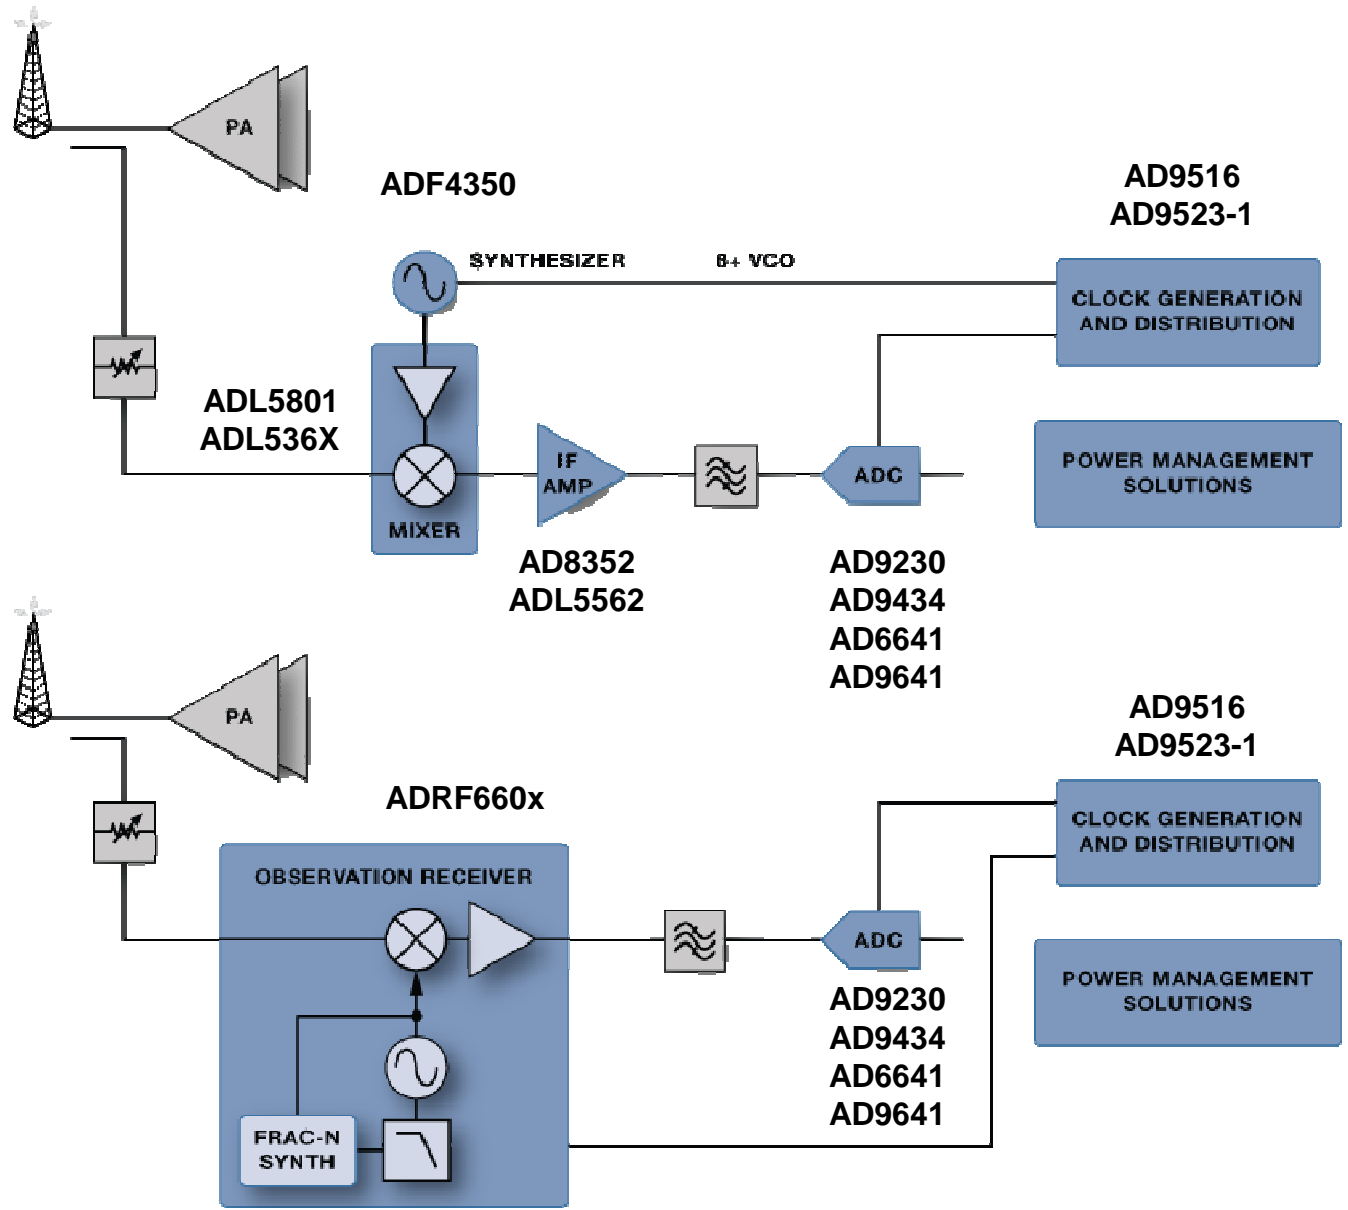 PA
ADF4350
AD9516
AD9523-1
SYNTHESIZER 6+ VCO
CLOCK GENERATION
AND DISTRIBUTION
ADL5801
ADL536X
IF
AMP
ADC
POWER MANAGEMENT
SOLUTIONS
MIXER
AD8352
ADL5562
AD9230
AD9434
AD6641
AD9641
PA
AD9516
AD9523-1
ADRF660x
CLOCK GENERATION
AND DISTRIBUTION
OBSERVATION RECEIVER
ADC
POWER MANAGEMENT
SOLUTIONS
AD9230
AD9434
AD6641
AD9641
FRAC-N
SYNTH